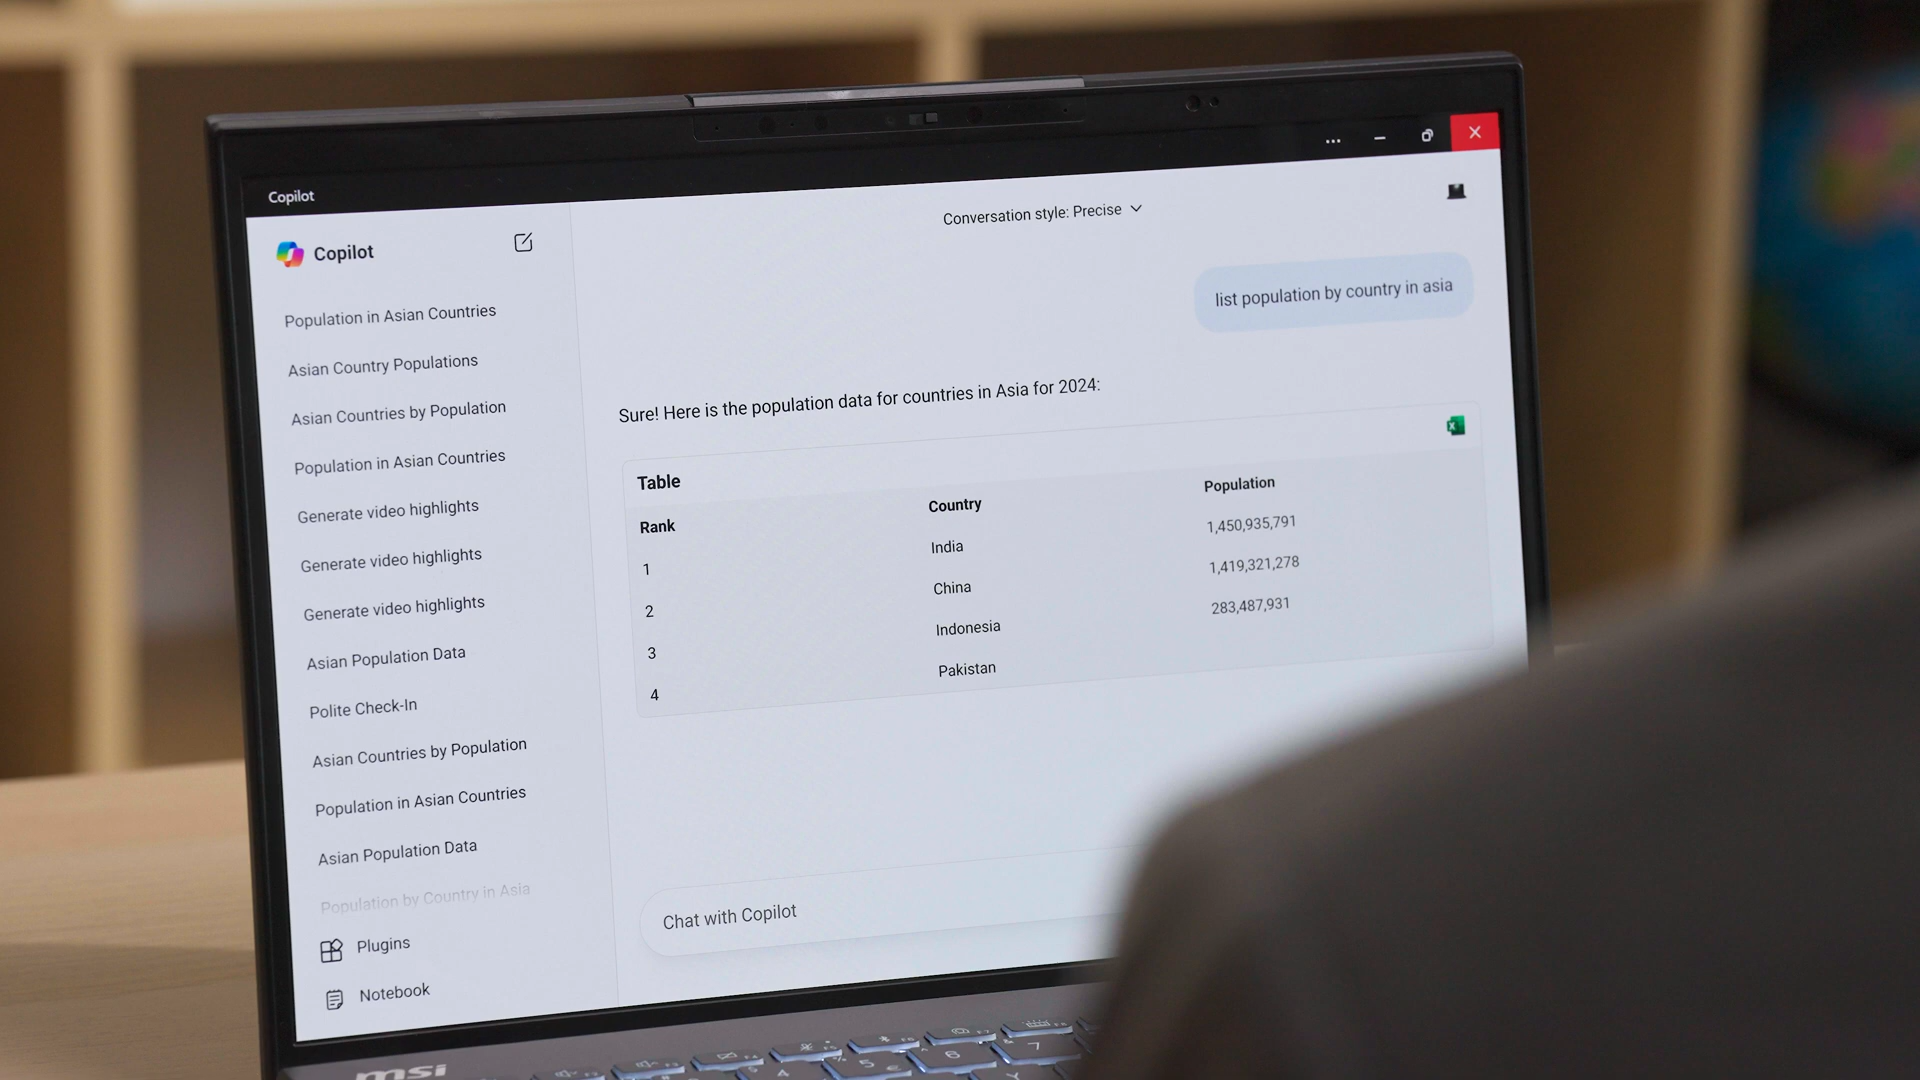 Copilot
Copilot
Population in Asian Countries
Asian Country Populations
Asian Countries by Population
Population in Asian Countries
Generate video highlights
Generate video highlights
Generate video highlights
Asian Population Data
Polite Check-In
Asian Countries by Population
Population in Asian Countries
Asian Population Data
Population by Country in Asia
Plugins
Notebook
Conversation style: Precise
list population by country in asia
Sure! Here is the population data for countries in Asia for 2024:
Table
Rank Country Population
1 India 1,450,935,791
2 China 1,419,321,278
3 Indonesia 283,487,931
4 Pakistan
Chat with Copilot
msi
4 5 6 7